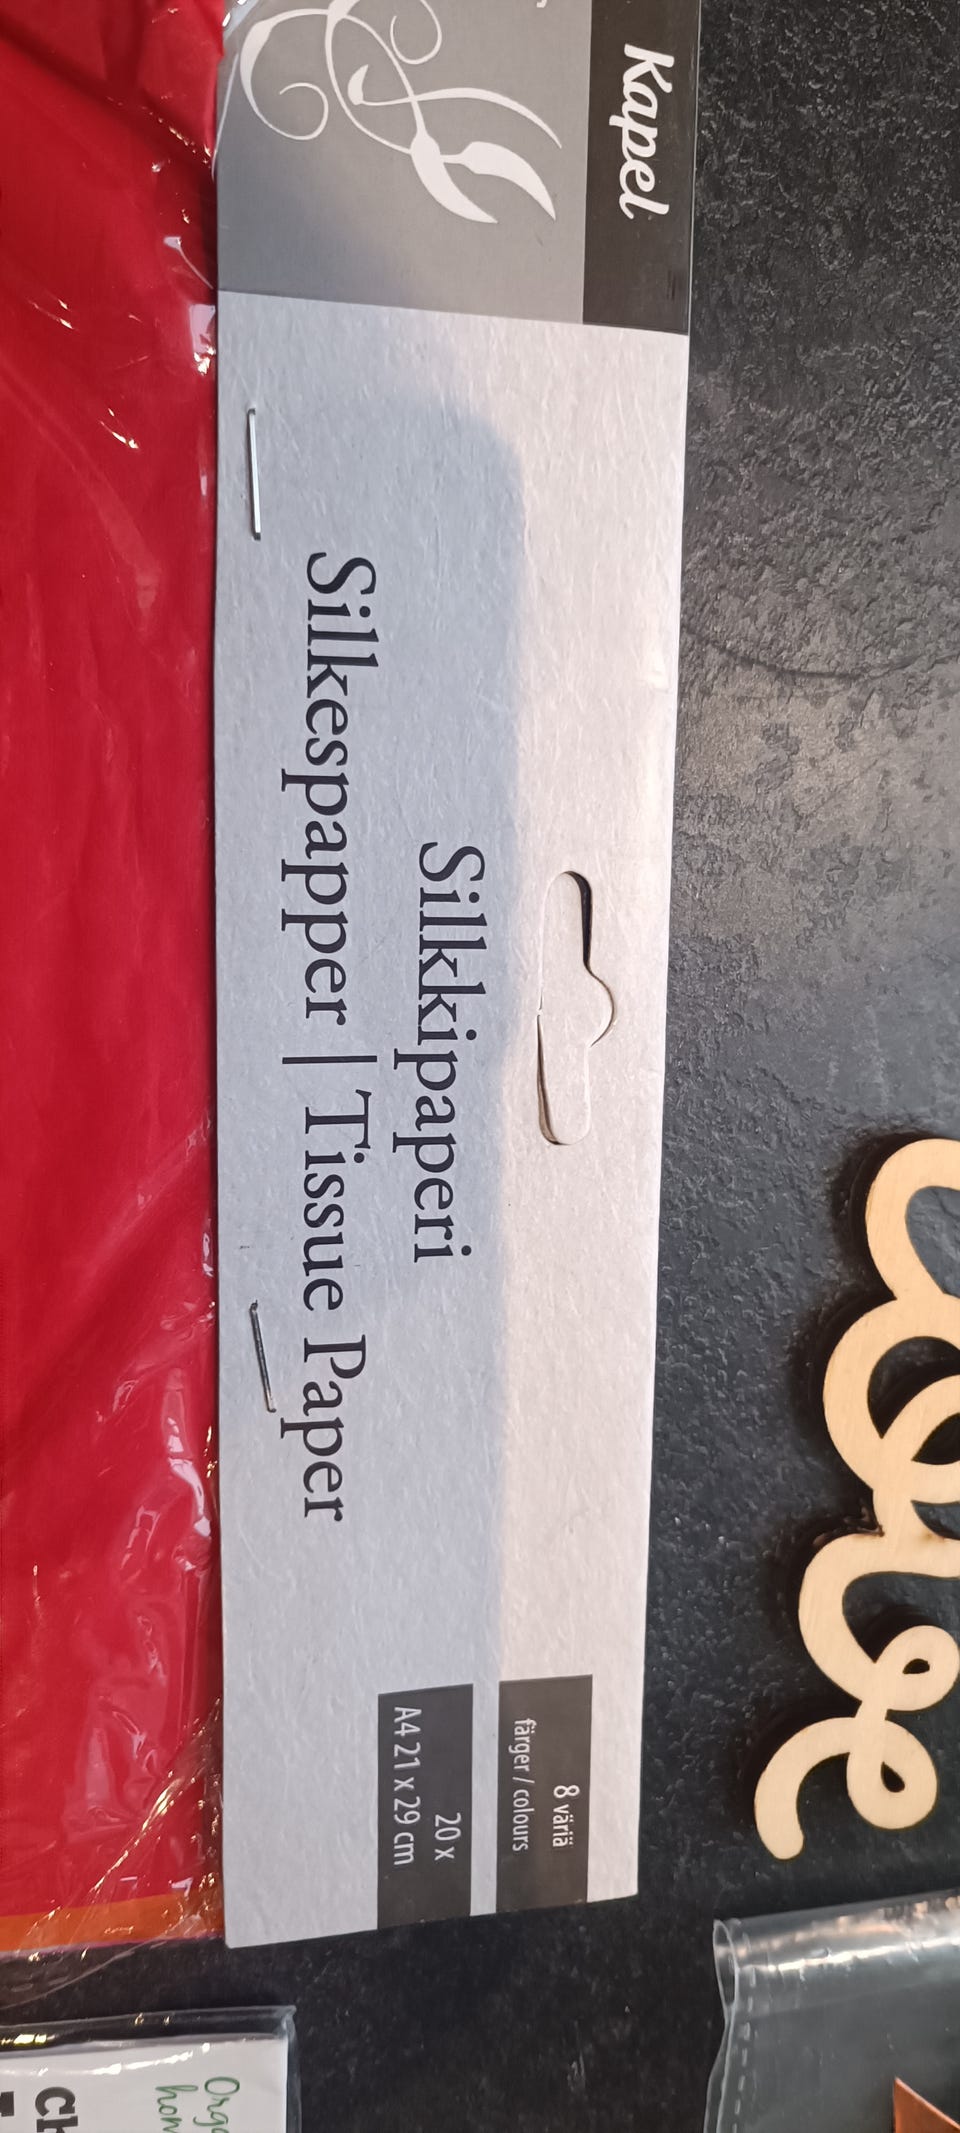 Kapel
Silkkipaperi
Silkespapper | Tissue Paper
8 väriä
färger / colours
20 x
A4 21 x 29 cm